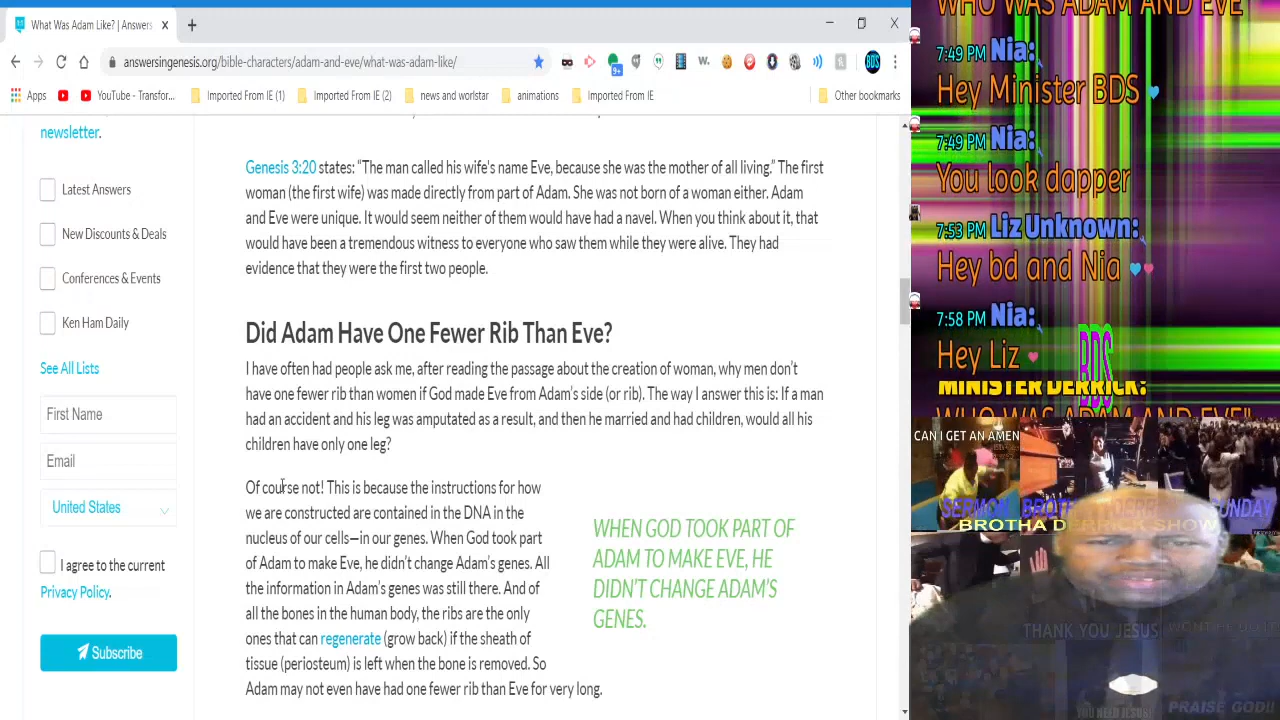 What Was Adam Like? | Answers
answersingenesis.org/bible-characters/adam-and-eve/what-was-adam-like/
9+
W.
BDS
Apps
YouTube - Transfor...
Imported From IE (1)
Imported From IE (2)
news and worlstar
animations
Imported From IE
Other bookmarks
newsletter.
Latest Answers
New Discounts & Deals
Conferences & Events
Ken Ham Daily
See All Lists
First Name
Email
United States
I agree to the current
Privacy Policy.
Subscribe
Genesis 3:20 states: “The man called his wife's name Eve, because she was the mother of all living.” The first
woman (the first wife) was made directly from part of Adam. She was not born of a woman either. Adam
and Eve were unique. It would seem neither of them would have had a navel. When you think about it, that
would have been a tremendous witness to everyone who saw them while they were alive. They had
evidence that they were the first two people.
Did Adam Have One Fewer Rib Than Eve?
I have often had people ask me, after reading the passage about the creation of woman, why men don’t
have one fewer rib than women if God made Eve from Adam’s side (or rib). The way I answer this is: If a man
had an accident and his leg was amputated as a result, and then he married and had children, would all his
children have only one leg?
Of course not! This is because the instructions for how
we are constructed are contained in the DNA in the
nucleus of our cells—in our genes. When God took part
of Adam to make Eve, he didn’t change Adam’s genes. All
the information in Adam’s genes was still there. And of
all the bones in the human body, the ribs are the only
ones that can regenerate (grow back) if the sheath of
tissue (periosteum) is left when the bone is removed. So
Adam may not even have had one fewer rib than Eve for very long.
WHEN GOD TOOK PART OF
ADAM TO MAKE EVE, HE
DIDN’T CHANGE ADAM’S
GENES.
WHO WAS ADAM AND EVE
7:49 PM Nia:
Hey Minister BDS
7:49 PM Nia:
You look dapper
7:53 PM Liz Unknown:
Hey bd and Nia
7:58 PM Nia:
Hey Liz
BDS
MINISTER DERRICK:
WHO WAS ADAM AND EVE"
CAN I GET AN AMEN
SERMON
SUNDAY
BROTHA DERRICK SHOW
THANK YOU JESUS
YOU NEED JESUS
PRAISE GOD!!